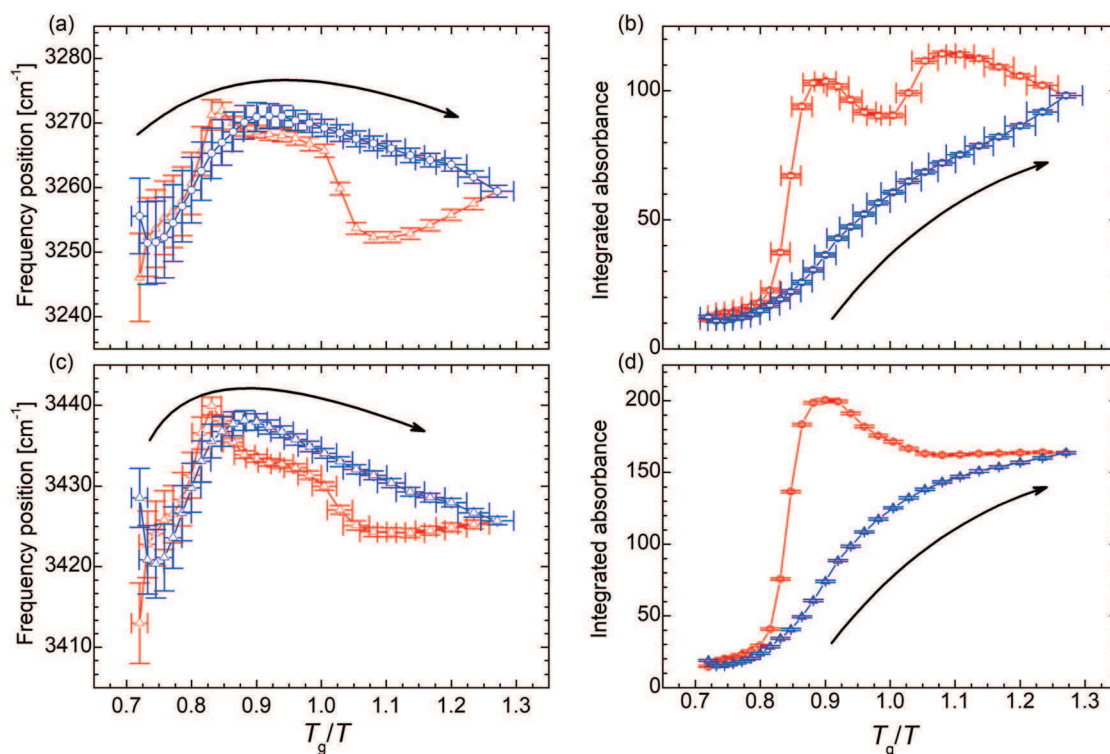 (a)
Frequency position [cm⁻¹]
3280
3270
3260
3250
3240
(b)
Integrated absorbance
100
50
0
(c)
Frequency position [cm⁻¹]
3440
3430
3420
3410
0.7 0.8 0.9 1.0 1.1 1.2 1.3
T_g/T
(d)
Integrated absorbance
200
150
100
50
0
0.7 0.8 0.9 1.0 1.1 1.2 1.3
T_g/T